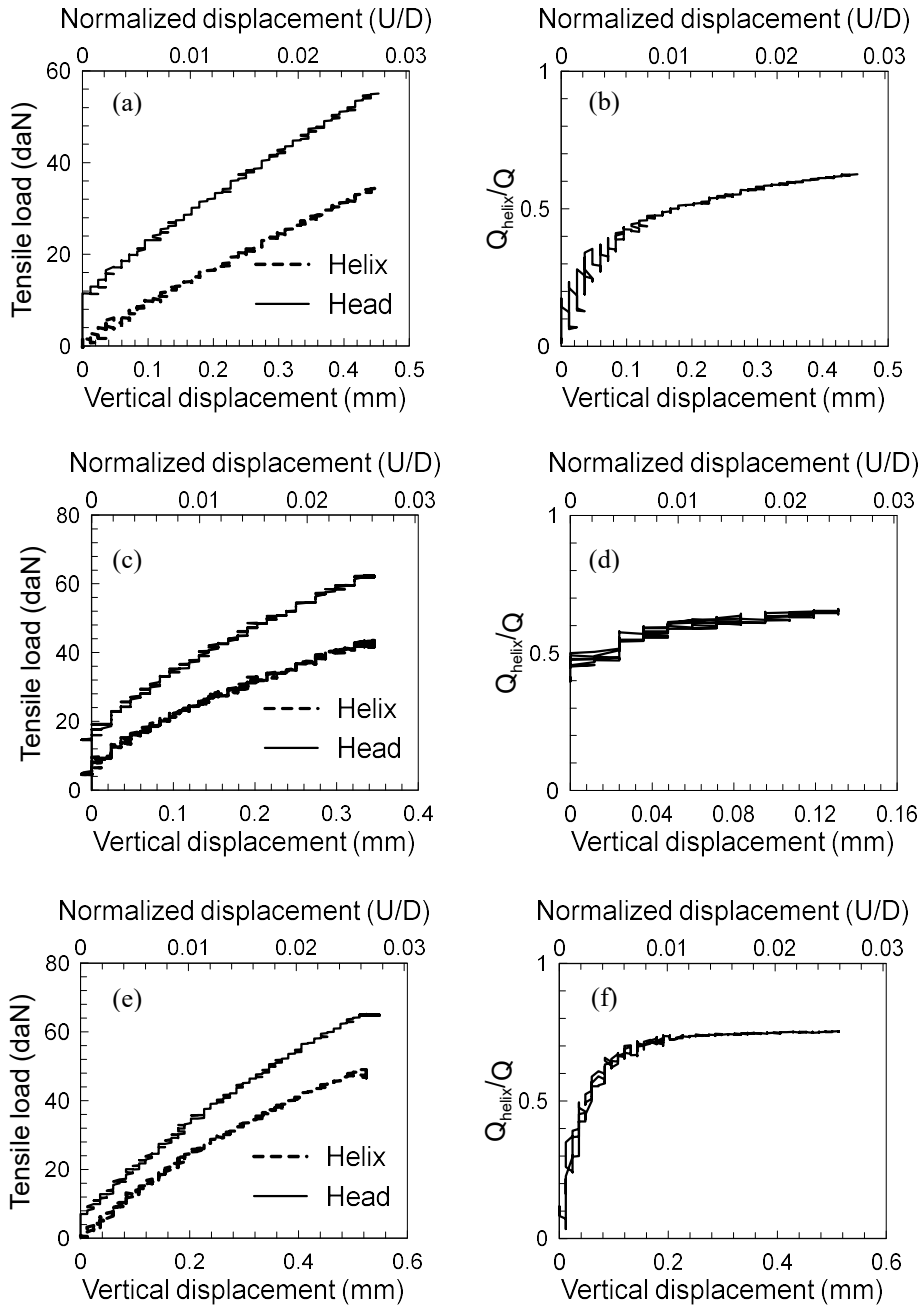 Normalized displacement (U/D)
0 0.01 0.02 0.03
60
40
20
0
Tensile load (daN)
(a)
Helix
Head
0 0.1 0.2 0.3 0.4 0.5
Vertical displacement (mm)
Normalized displacement (U/D)
0 0.01 0.02 0.03
1
0.5
0
Qhelix/Q
(b)
0 0.1 0.2 0.3 0.4 0.5
Vertical displacement (mm)
Normalized displacement (U/D)
0 0.01 0.02 0.03
80
60
40
20
0
Tensile load (daN)
(c)
Helix
Head
0 0.1 0.2 0.3 0.4
Vertical displacement (mm)
Normalized displacement (U/D)
0 0.01 0.02 0.03
1
0.5
0
Qhelix/Q
(d)
0 0.04 0.08 0.12 0.16
Vertical displacement (mm)
Normalized displacement (U/D)
0 0.01 0.02 0.03
80
60
40
20
0
Tensile load (daN)
(e)
Helix
Head
0 0.2 0.4 0.6
Vertical displacement (mm)
Normalized displacement (U/D)
0 0.01 0.02 0.03
1
0.5
0
Qhelix/Q
(f)
0 0.2 0.4 0.6
Vertical displacement (mm)